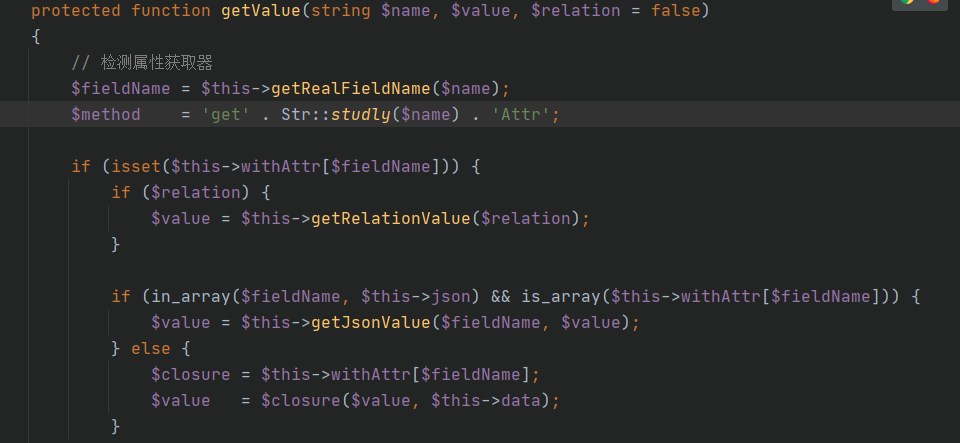 protected function getValue(string $name, $value, $relation = false)
{
    // 检测属性获取器
    $fieldName = $this->getRealFieldName($name);
    $method    = 'get' . Str::studly($name) . 'Attr';

    if (isset($this->withAttr[$fieldName])) {
        if ($relation) {
            $value = $this->getRelationValue($relation);
        }

        if (in_array($fieldName, $this->json) && is_array($this->withAttr[$fieldName])) {
            $value = $this->getJsonValue($fieldName, $value);
        } else {
            $closure = $this->withAttr[$fieldName];
            $value   = $closure($value, $this->data);
        }